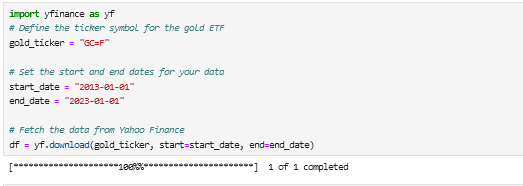 import yfinance as yf
# Define the ticker symbol for the gold ETF
gold_ticker = "GC=F"
# Set the start and end dates for your data
start_date = "2013-01-01"
end_date = "2023-01-01"
# Fetch the data from Yahoo Finance
df = yf.download(gold_ticker, start=start_date, end=end_date)
[*********************100%%**********************]  1 of 1 completed